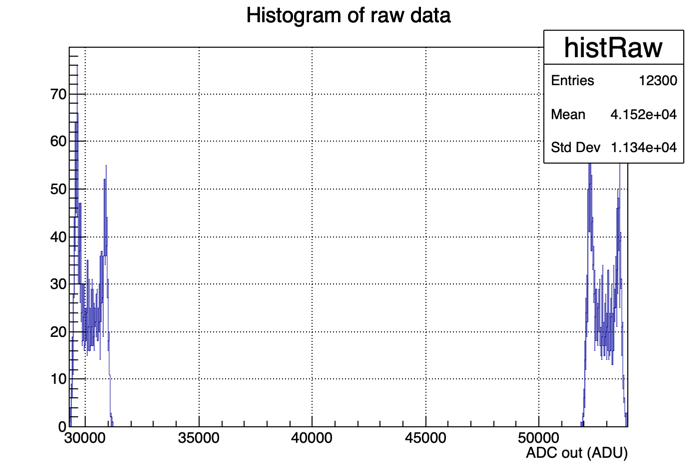 Histogram of raw data
histRaw
Entries 12300
Mean 4.152e+04
Std Dev 1.134e+04
70
60
50
40
30
20
10
0
30000 35000 40000 45000 50000
ADC out (ADU)